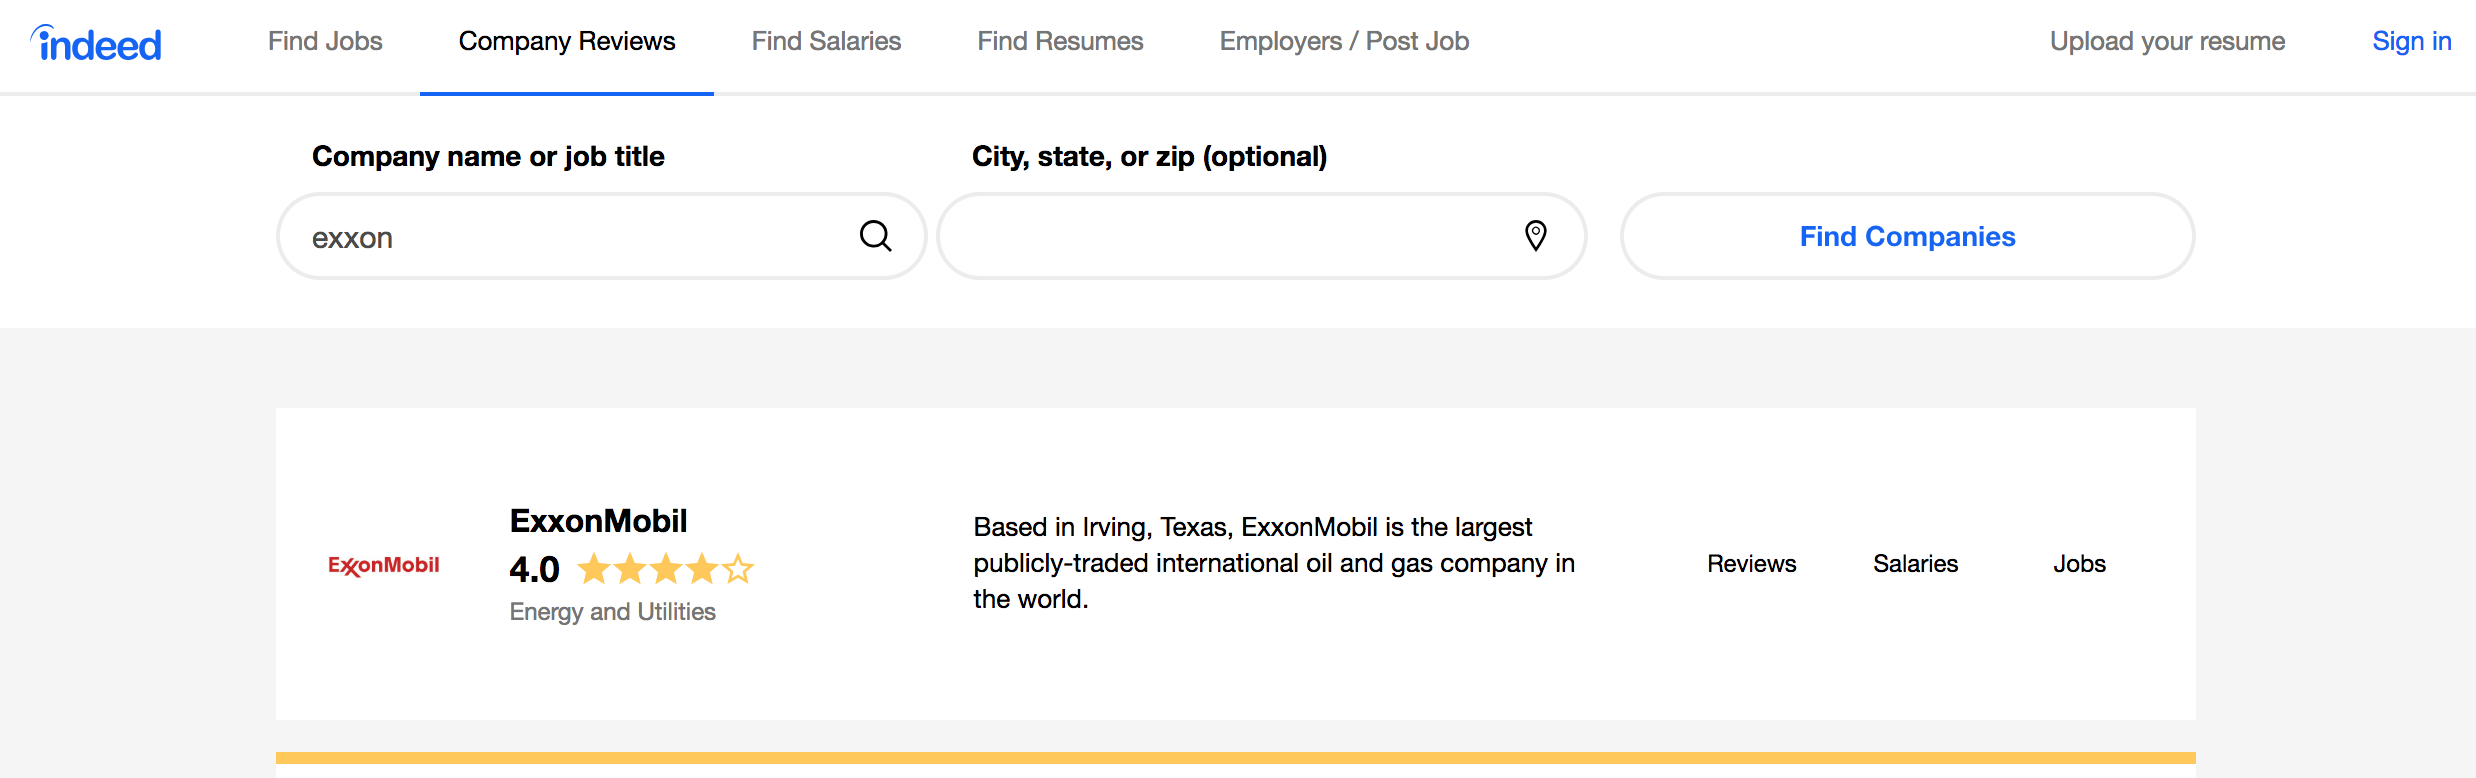 indeed Find Jobs Company Reviews Find Salaries Find Resumes Employers / Post Job Upload your resume Sign in
Company name or job title City, state, or zip (optional)
exxon Find Companies
ExxonMobil
ExxonMobil
4.0
Energy and Utilities
Based in Irving, Texas, ExxonMobil is the largest
publicly-traded international oil and gas company in
the world.
Reviews Salaries Jobs